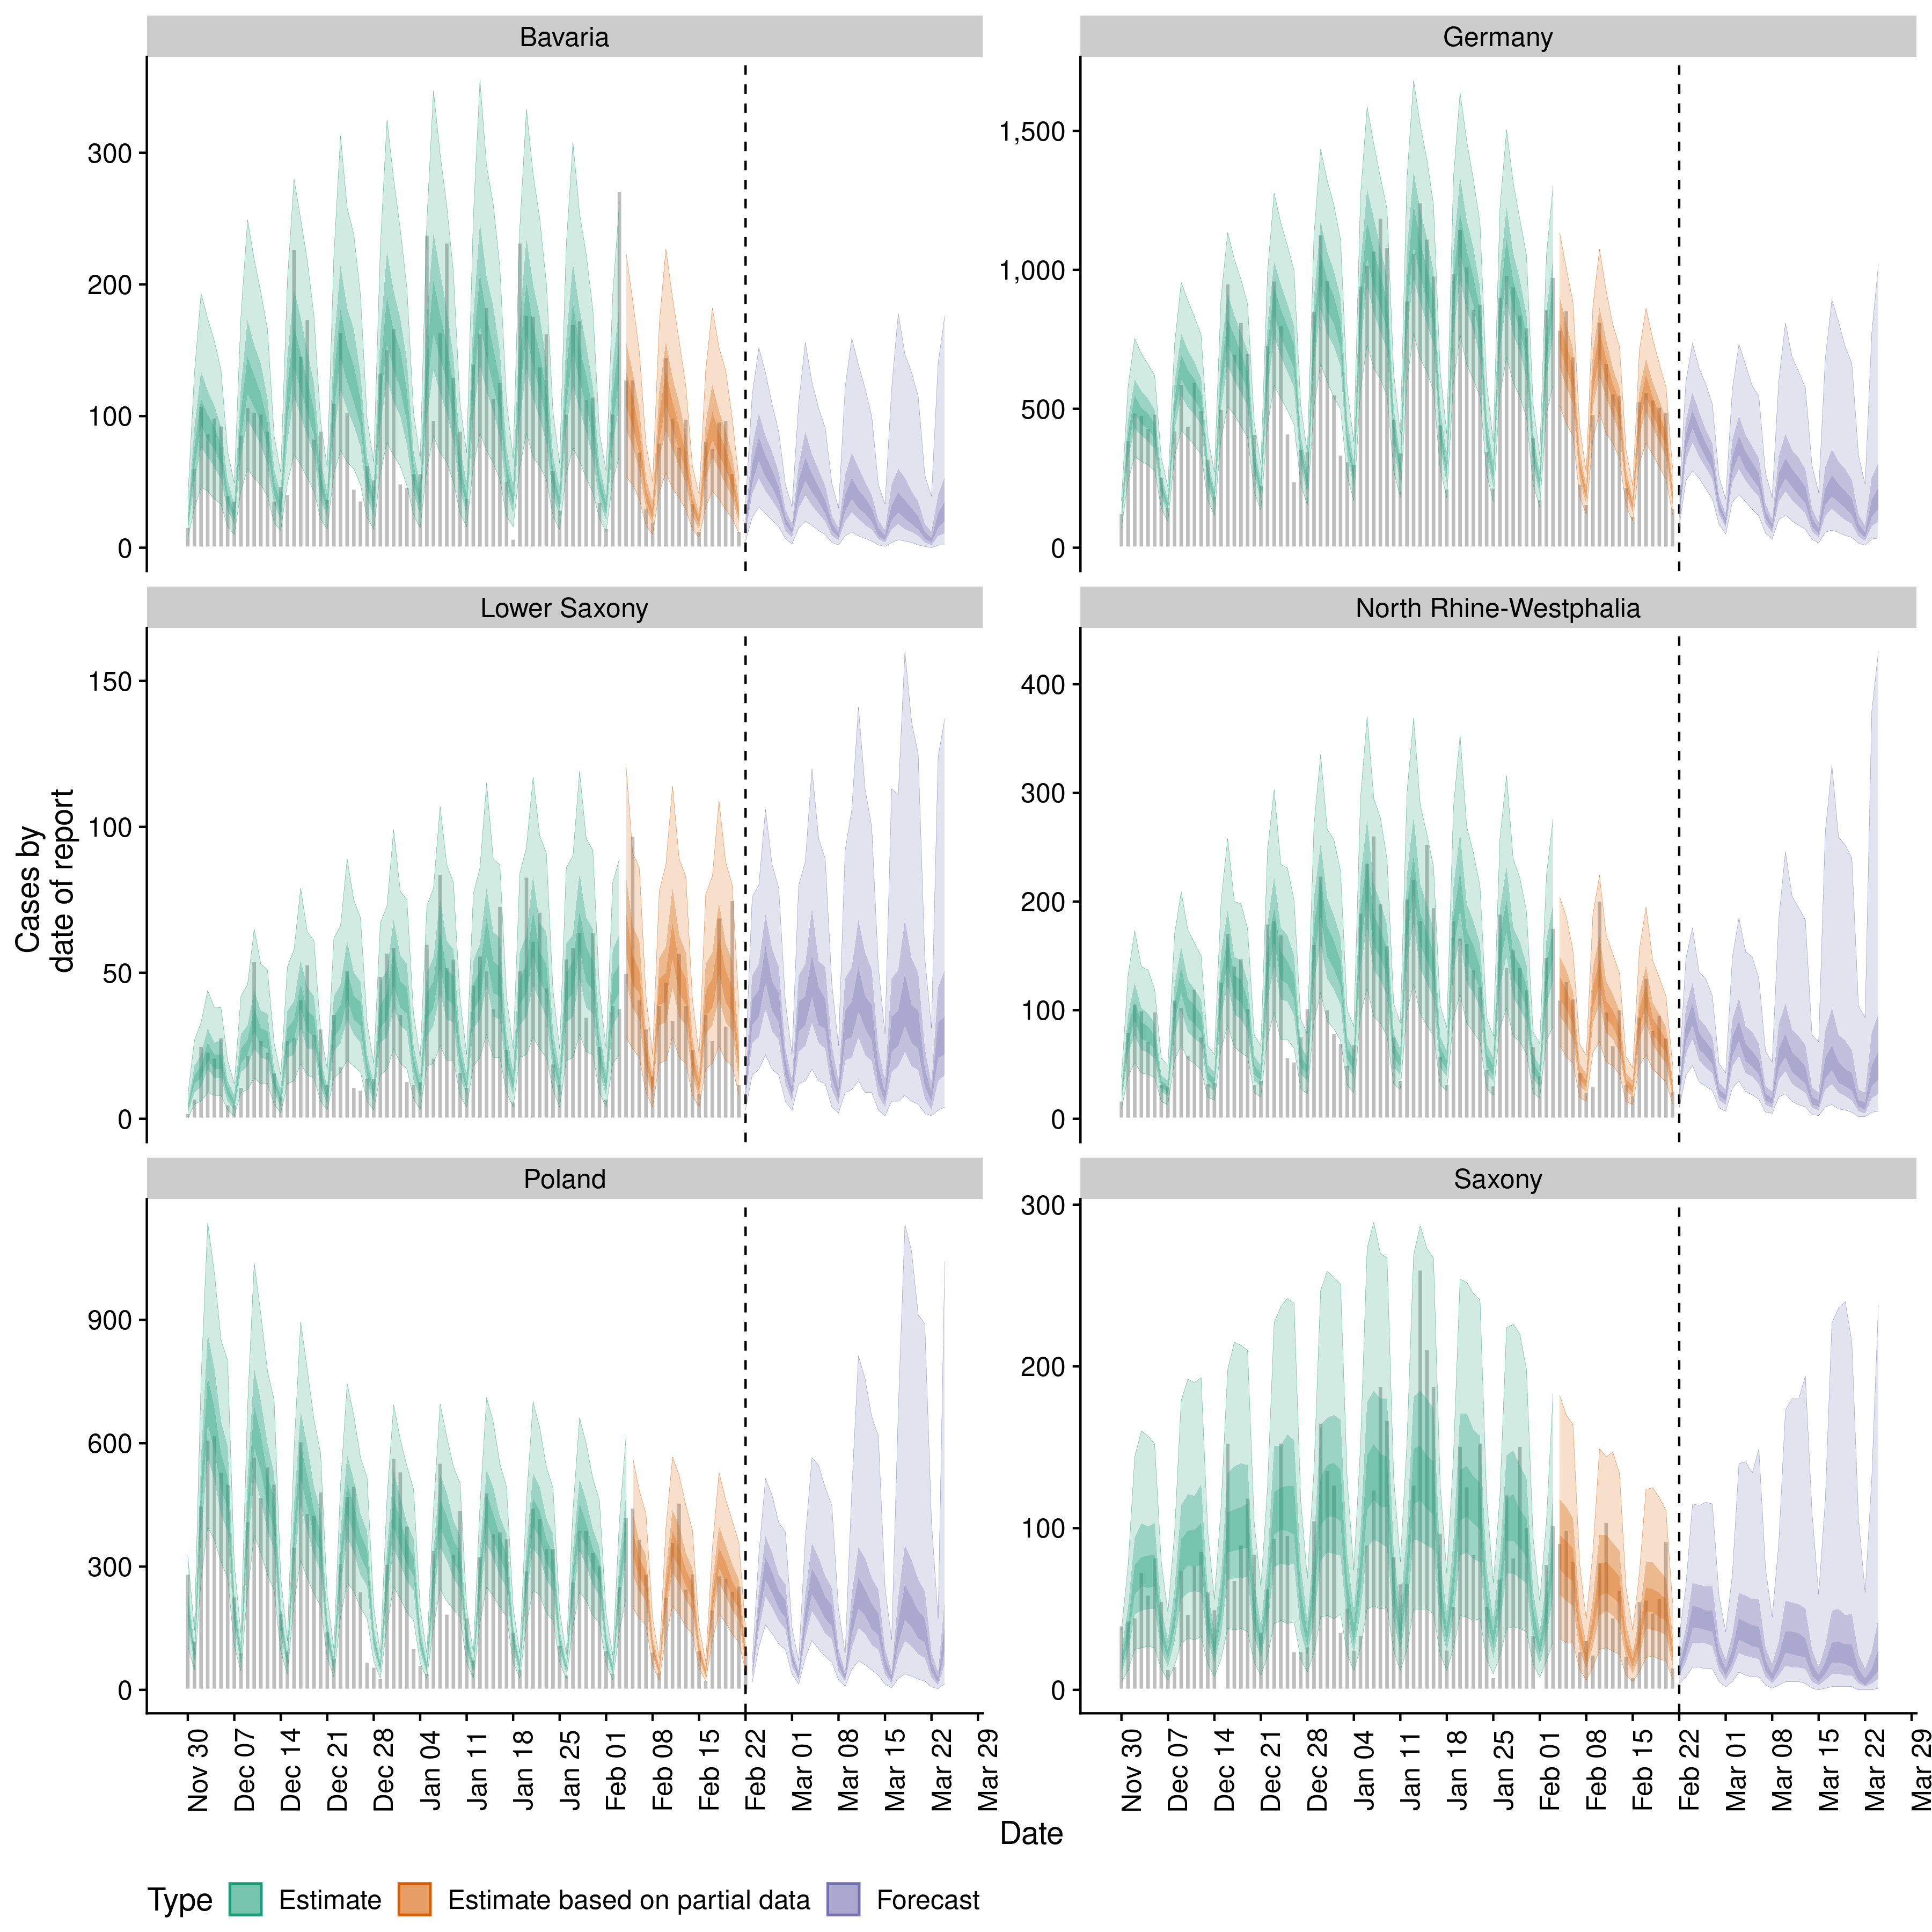 Bavaria
Germany
300
200
100
0
1,500
1,000
500
0
Lower Saxony
North Rhine-Westphalia
150
100
50
0
400
300
200
100
0
Cases by
date of report
Poland
Saxony
900
600
300
0
300
200
100
0
Nov 30
Dec 07
Dec 14
Dec 21
Dec 28
Jan 04
Jan 11
Jan 18
Jan 25
Feb 01
Feb 08
Feb 15
Feb 22
Mar 01
Mar 08
Mar 15
Mar 22
Mar 29
Nov 30
Dec 07
Dec 14
Dec 21
Dec 28
Jan 04
Jan 11
Jan 18
Jan 25
Feb 01
Feb 08
Feb 15
Feb 22
Mar 01
Mar 08
Mar 15
Mar 22
Mar 29
Date
Type Estimate Estimate based on partial data Forecast